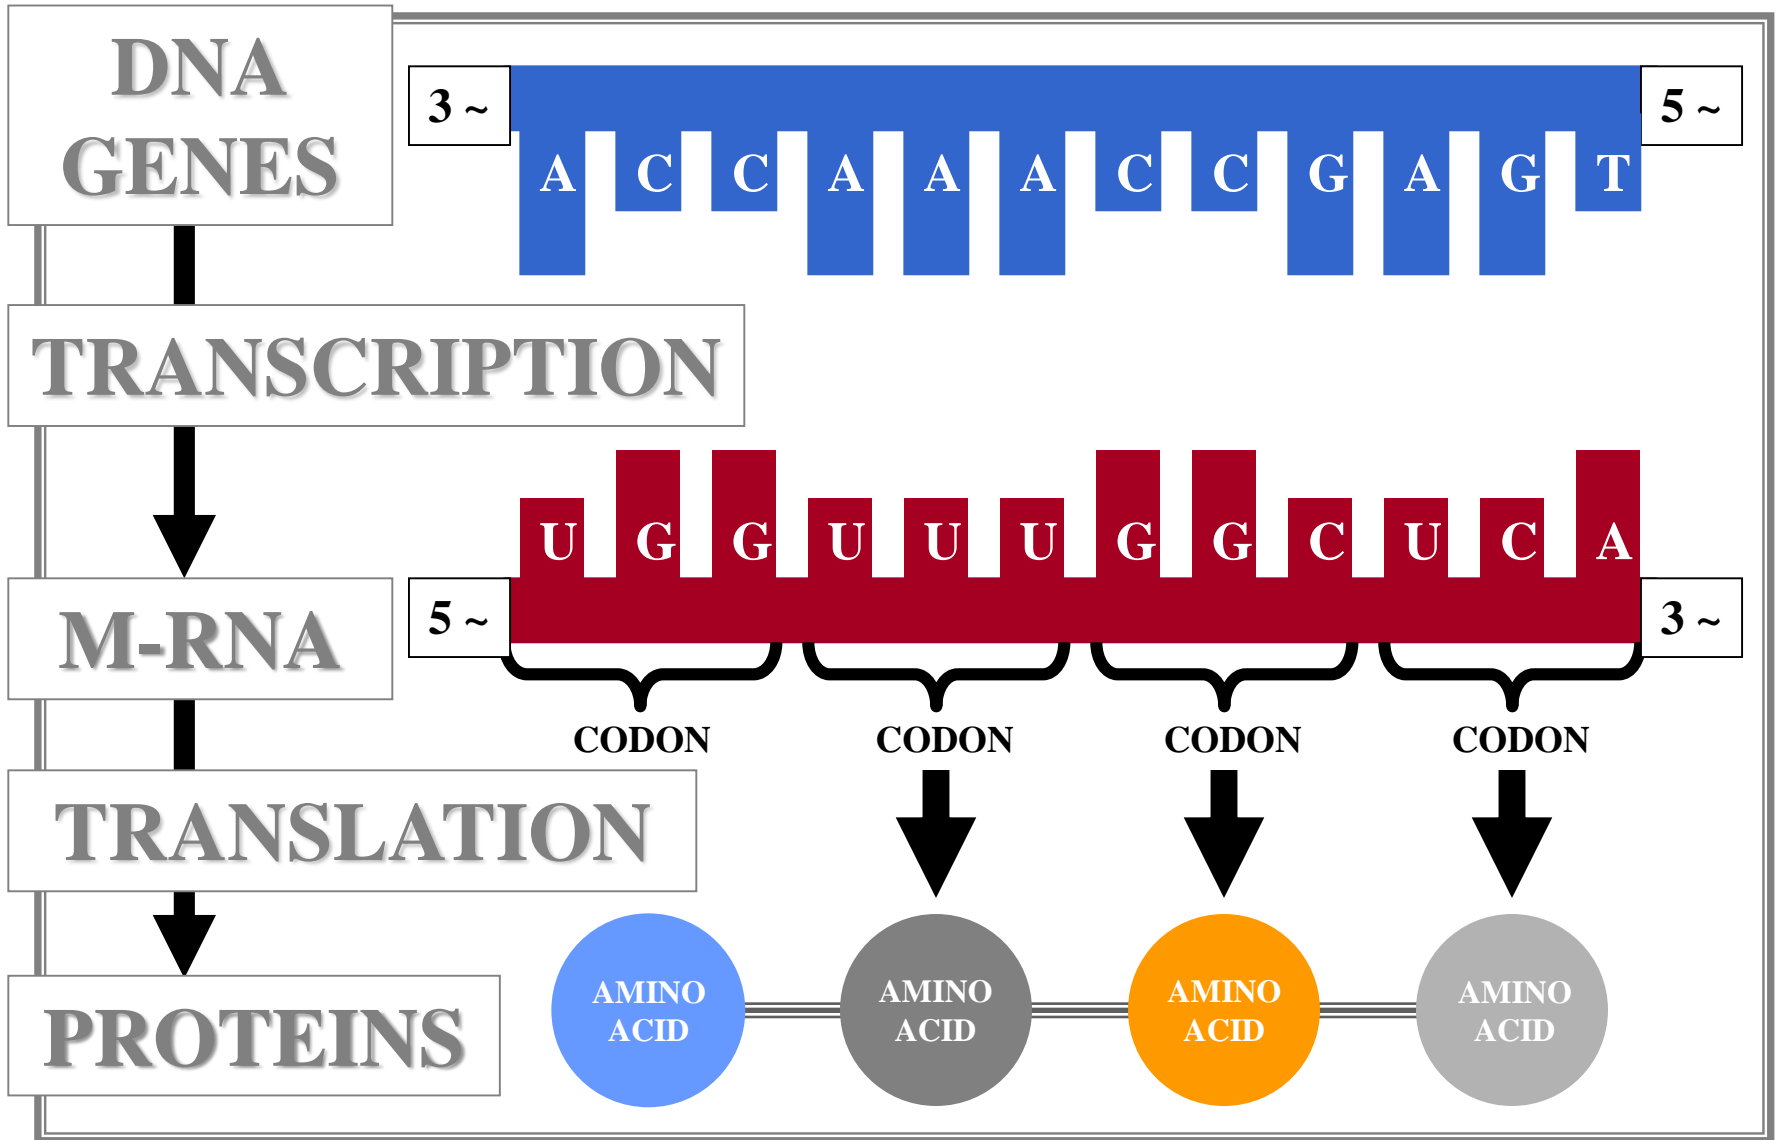 DNA
GENES
3 ~
5 ~
A C C A A A C C G A G T
TRANSCRIPTION
U G G U U U G G C U C A
M-RNA
5 ~
3 ~
CODON CODON CODON CODON
TRANSLATION
PROTEINS
AMINO
ACID
AMINO
ACID
AMINO
ACID
AMINO
ACID